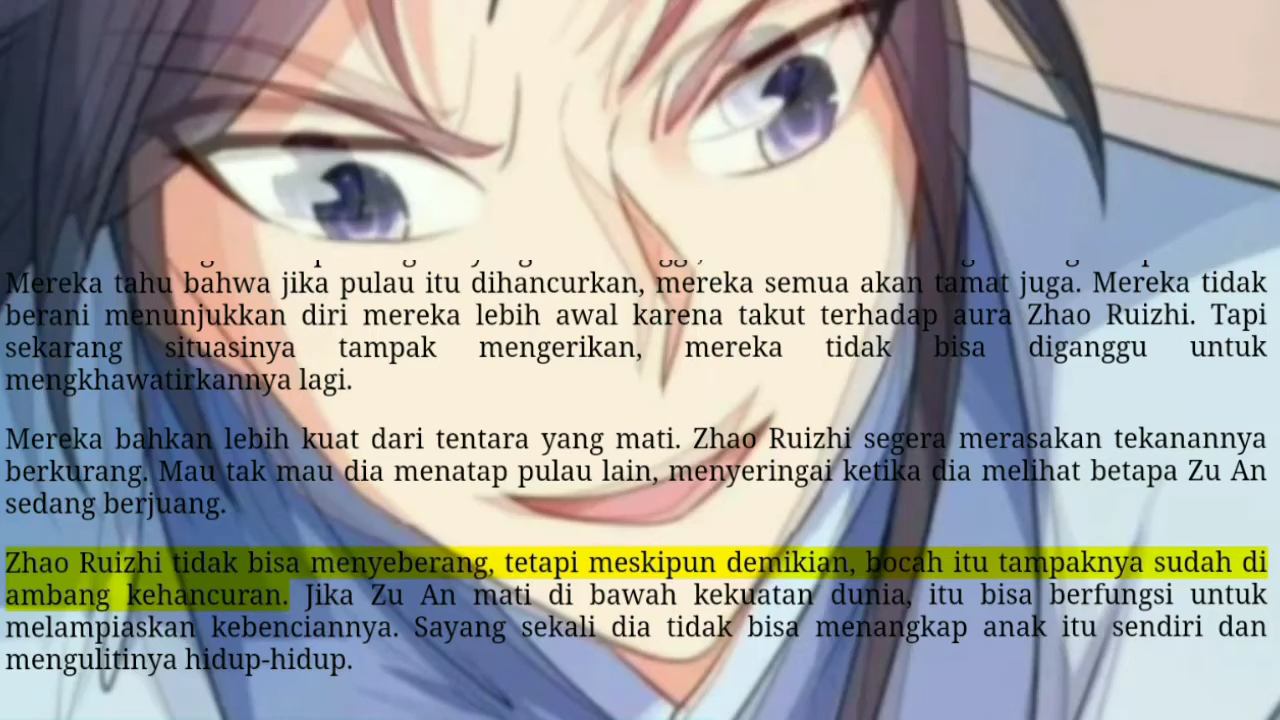 Mereka tahu bahwa jika pulau itu dihancurkan, mereka semua akan tamat juga. Mereka tidak
berani menunjukkan diri mereka lebih awal karena takut terhadap aura Zhao Ruizhi. Tapi
sekarang situasinya tampak mengerikan, mereka tidak bisa diganggu untuk
mengkhawatirkannya lagi.
Mereka bahkan lebih kuat dari tentara yang mati. Zhao Ruizhi segera merasakan tekanannya
berkurang. Mau tak mau dia menatap pulau lain, menyeringai ketika dia melihat betapa Zu An
sedang berjuang.
Zhao Ruizhi tidak bisa menyeberang, tetapi meskipun demikian, bocah itu tampaknya sudah di
ambang kehancuran. Jika Zu An mati di bawah kekuatan dunia, itu bisa berfungsi untuk
melampiaskan kebenciannya. Sayang sekali dia tidak bisa menangkap anak itu sendiri dan
mengulitinya hidup-hidup.